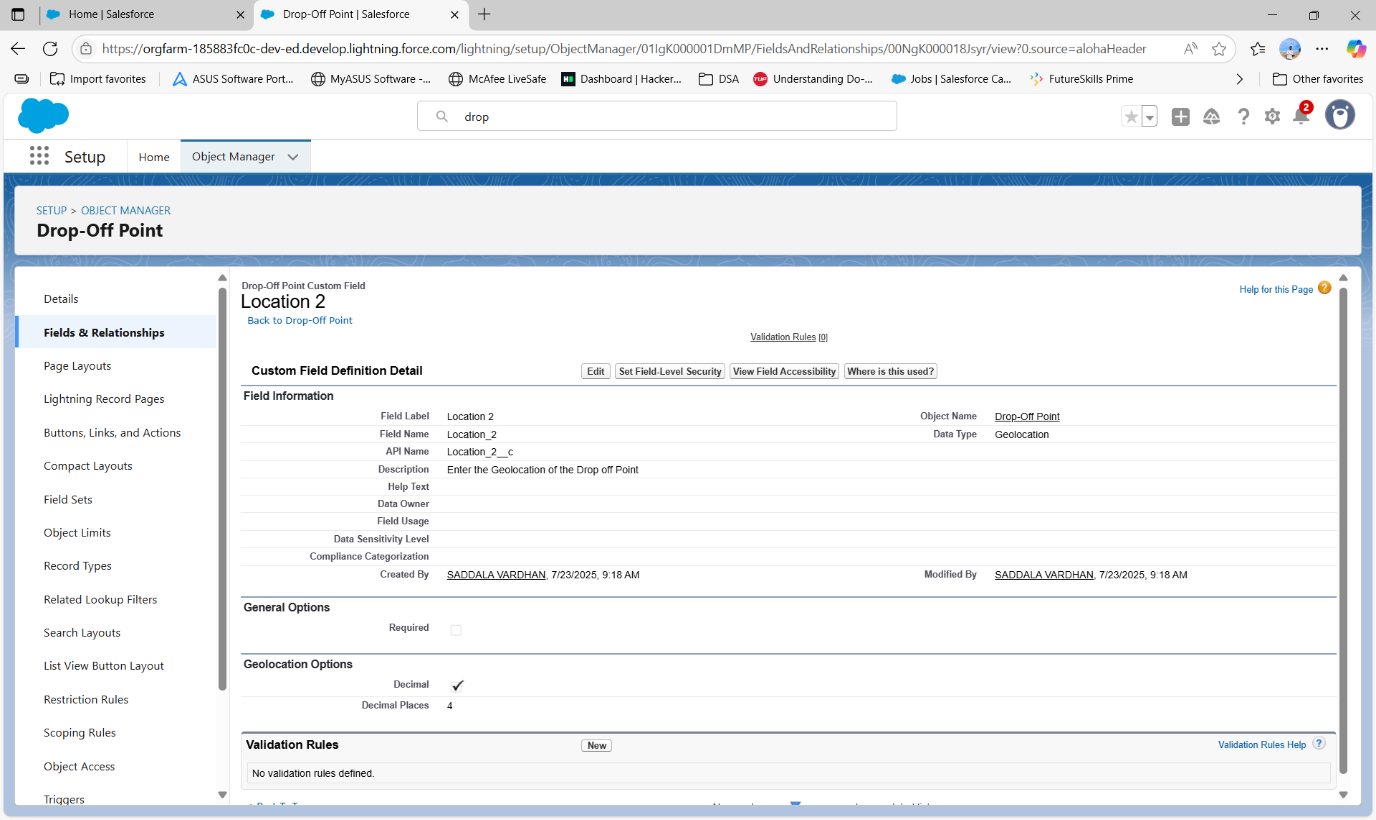 Home | Salesforce
Drop-Off Point | Salesforce
https://orgfarm-185883fc0c-dev-ed.develop.lightning.force.com/lightning/setup/ObjectManager/01IgK000001DmMP/FieldsAndRelationships/00NgK000018Jsyr/view?0.source=alohaHeader
Import favorites
ASUS Software Port...
MyASUS Software -...
McAfee LiveSafe
Dashboard | Hacker...
DSA
Understanding Do-...
Jobs | Salesforce Ca...
FutureSkills Prime
Other favorites
drop
2
Setup
Home
Object Manager
SETUP > OBJECT MANAGER
Drop-Off Point
Details
Fields & Relationships
Page Layouts
Lightning Record Pages
Buttons, Links, and Actions
Compact Layouts
Field Sets
Object Limits
Record Types
Related Lookup Filters
Search Layouts
List View Button Layout
Restriction Rules
Scoping Rules
Object Access
Triggers
Drop-Off Point Custom Field
Location 2
Back to Drop-Off Point
Help for this Page
Validation Rules [0]
Custom Field Definition Detail
Edit
Set Field-Level Security
View Field Accessibility
Where is this used?
Field Information
Field Label Location 2 Object Name Drop-Off Point
Field Name Location_2 Data Type Geolocation
API Name Location_2__c
Description Enter the Geolocation of the Drop off Point
Help Text
Data Owner
Field Usage
Data Sensitivity Level
Compliance Categorization
Created By SADDALA VARDHAN, 7/23/2025, 9:18 AM Modified By SADDALA VARDHAN, 7/23/2025, 9:18 AM
General Options
Required
Geolocation Options
Decimal
Decimal Places 4
Validation Rules New Validation Rules Help
No validation rules defined.